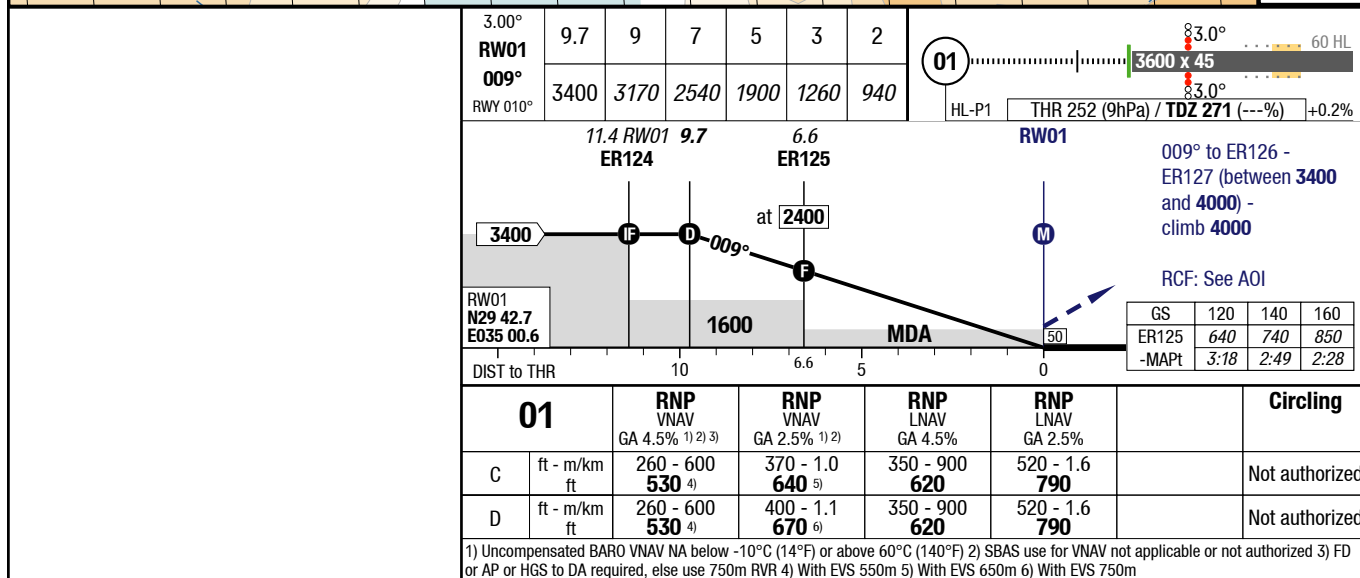 3.00° 9.7 9 7 5 3 2
RW01
009°
RWY 010° 3400 3170 2540 1900 1260 940
01 3.0° 60 HL
3600 x 45
3.0°
HL-P1 THR 252 (9hPa) / TDZ 271 (---%) +0.2%
11.4 RW01 9.7 6.6 RW01
ER124 ER125
009° to ER126 -
ER127 (between 3400
and 4000) -
climb 4000
at 2400
3400 IF D 009° F M
RCF: See AOI
RW01
N29 42.7
E035 00.6
1600 MDA 50
GS 120 140 160
ER125 640 740 850
-MAPt 3:18 2:49 2:28
DIST to THR 10 6.6 5 0
01 RNP RNP RNP RNP Circling
VNAV VNAV LNAV LNAV
GA 4.5% 1) 2) 3) GA 2.5% 1) 2) GA 4.5% GA 2.5%
C ft - m/km 260 - 600 370 - 1.0 350 - 900 520 - 1.6 Not authorized
ft 530 4) 640 5) 620 790
D ft - m/km 260 - 600 400 - 1.1 350 - 900 520 - 1.6 Not authorized
ft 530 4) 670 6) 620 790
1) Uncompensated BARO VNAV NA below -10°C (14°F) or above 60°C (140°F) 2) SBAS use for VNAV not applicable or not authorized 3) FD
or AP or HGS to DA required, else use 750m RVR 4) With EVS 550m 5) With EVS 650m 6) With EVS 750m